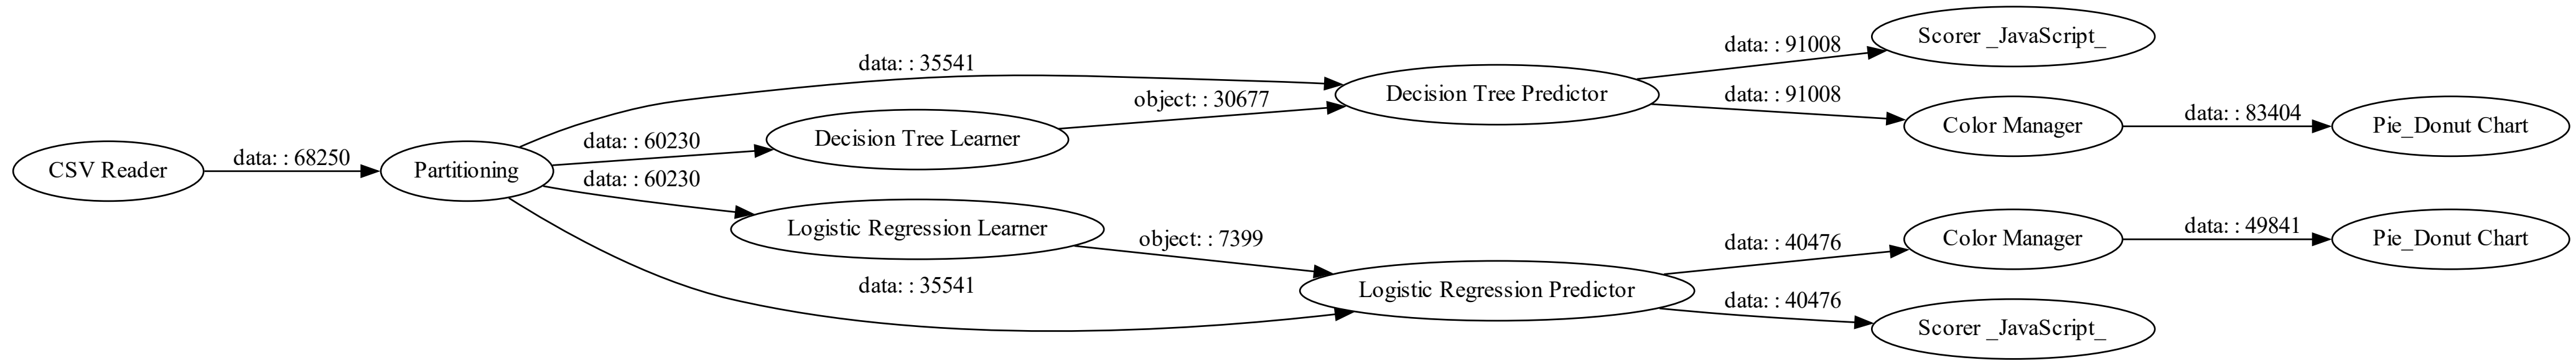 CSV Reader
data: : 68250
Partitioning
data: : 35541
data: : 60230
Decision Tree Learner
object: : 30677
Decision Tree Predictor
data: : 91008
Scorer _JavaScript_
data: : 91008
Color Manager
data: : 83404
Pie_Donut Chart
data: : 60230
Logistic Regression Learner
object: : 7399
data: : 35541
Logistic Regression Predictor
data: : 40476
Color Manager
data: : 49841
Pie_Donut Chart
data: : 40476
Scorer _JavaScript_